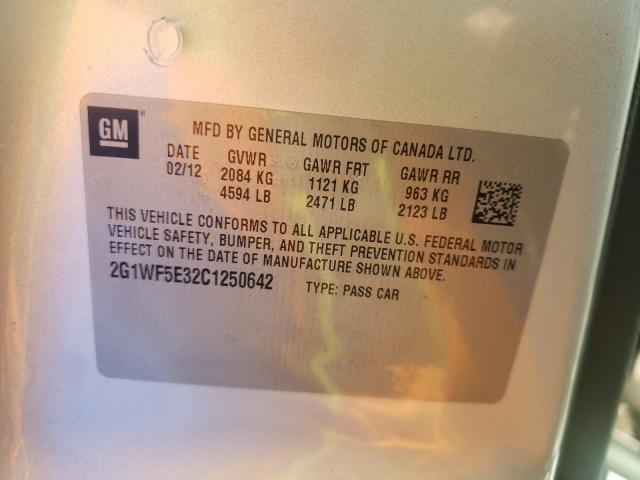 GM®
MFD BY GENERAL MOTORS OF CANADA LTD.
DATE GVWR GAWR FRT GAWR RR
02/12 2084 KG 1121 KG 963 KG
4594 LB 2471 LB 2123 LB
THIS VEHICLE CONFORMS TO ALL APPLICABLE U.S. FEDERAL MOTOR
VEHICLE SAFETY, BUMPER, AND THEFT PREVENTION STANDARDS IN
EFFECT ON THE DATE OF MANUFACTURE SHOWN ABOVE.
2G1WF5E32C1250642 TYPE: PASS CAR